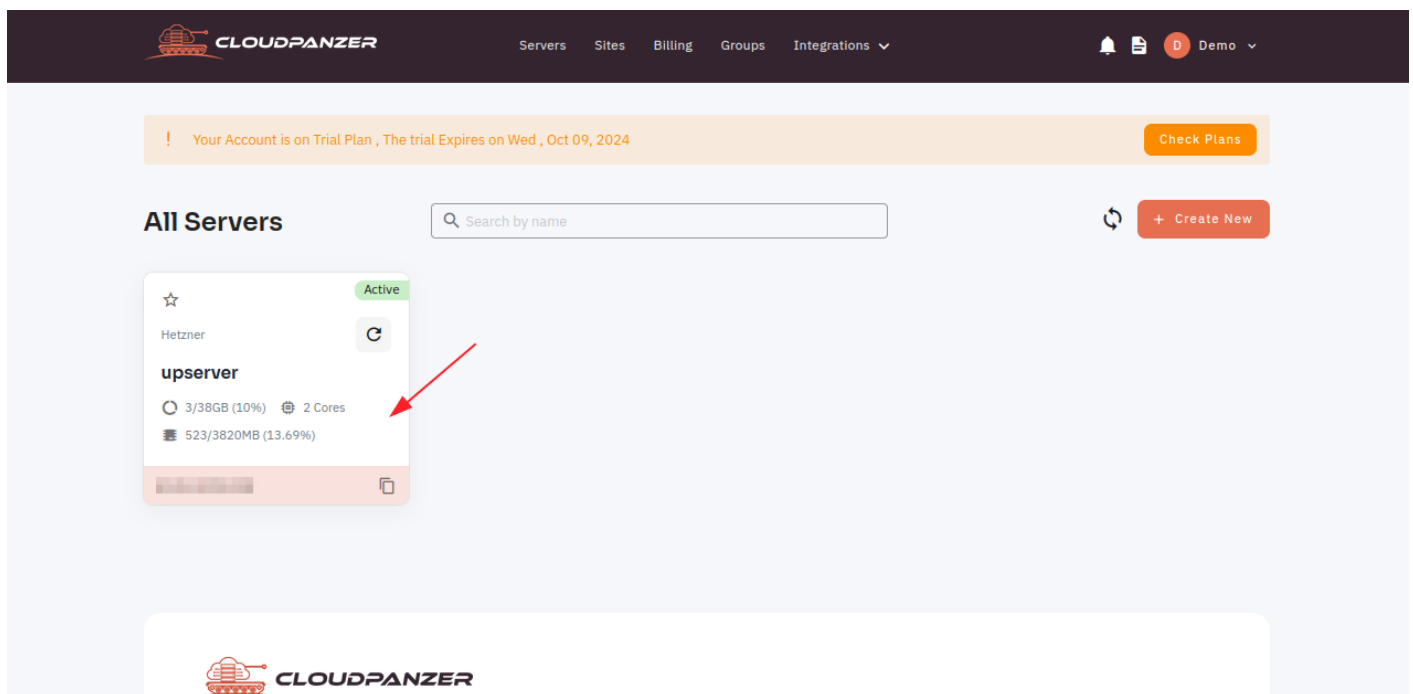 CLOUDPANZER
Servers Sites Billing Groups Integrations
D Demo
! Your Account is on Trial Plan , The trial Expires on Wed , Oct 09, 2024
Check Plans
All Servers
Search by name
+ Create New
Active
Hetzner
upserver
3/38GB (10%) 2 Cores
523/3820MB (13.69%)
CLOUDPANZER